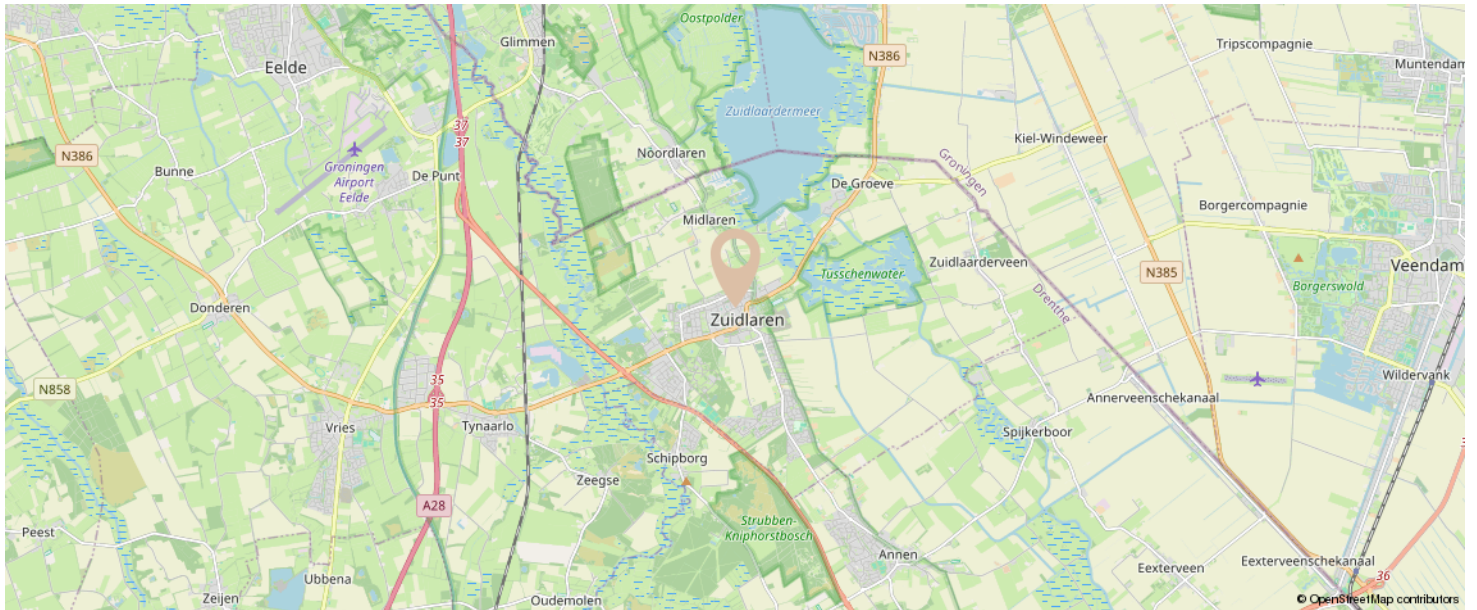 Oostpolder
Glimmen
Tripscompagnie
N386
Muntendam
Eelde
Zuidlaardermeer
37
37
Kiel-Windeweer
N386
Noordlaren
Groningen
Bunne
Groningen
Airport
Eelde
De Punt
De Groeve
Borgercompagnie
Midlaren
Zuidlaarderveen
Veendam
Tusschenwater
N385
Borgerswold
Drenthe
Donderen
Zuidlaren
N858
35
35
Wildervank
Annerveenschekanaal
Vries
Tynaarlo
Spijkerboor
Schipborg
Zeegse
A28
Strubben-
Kniphorstbosch
Peest
Annen
Eexterveen
Eexterveenschekanaal
36
Ubbena
Zeijen
Oudemolen
© OpenStreetMap contributors